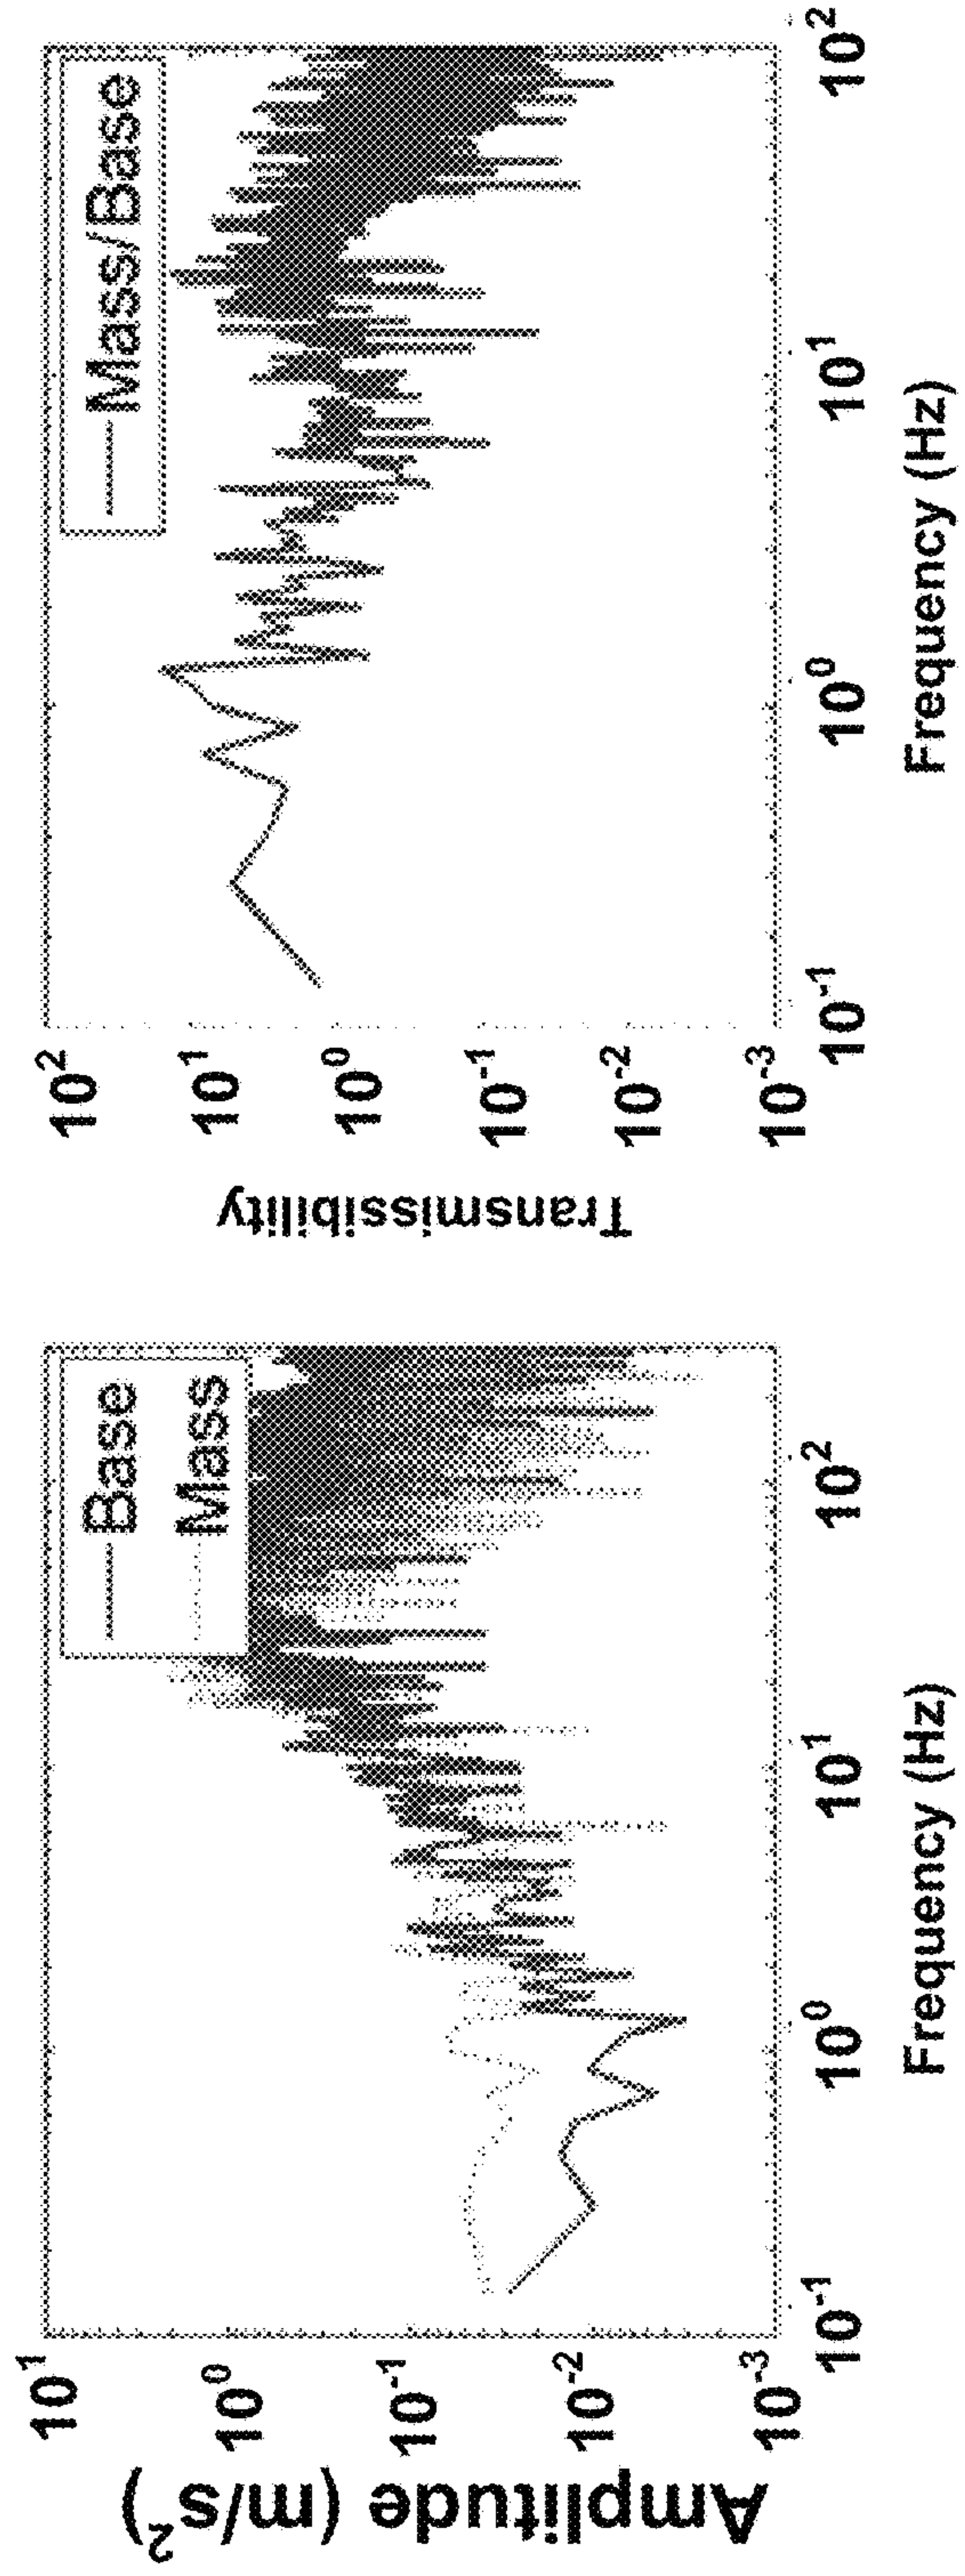 Amplitude (m/s²)
10¹
10⁰
10⁻¹
10⁻²
10⁻³
Base
Mass
10⁻¹
10⁰
10¹
10²
Frequency (Hz)
Transmissibility
10²
10¹
10⁰
10⁻¹
10⁻²
10⁻³
Mass/Base
10⁻¹
10⁰
10¹
10²
Frequency (Hz)